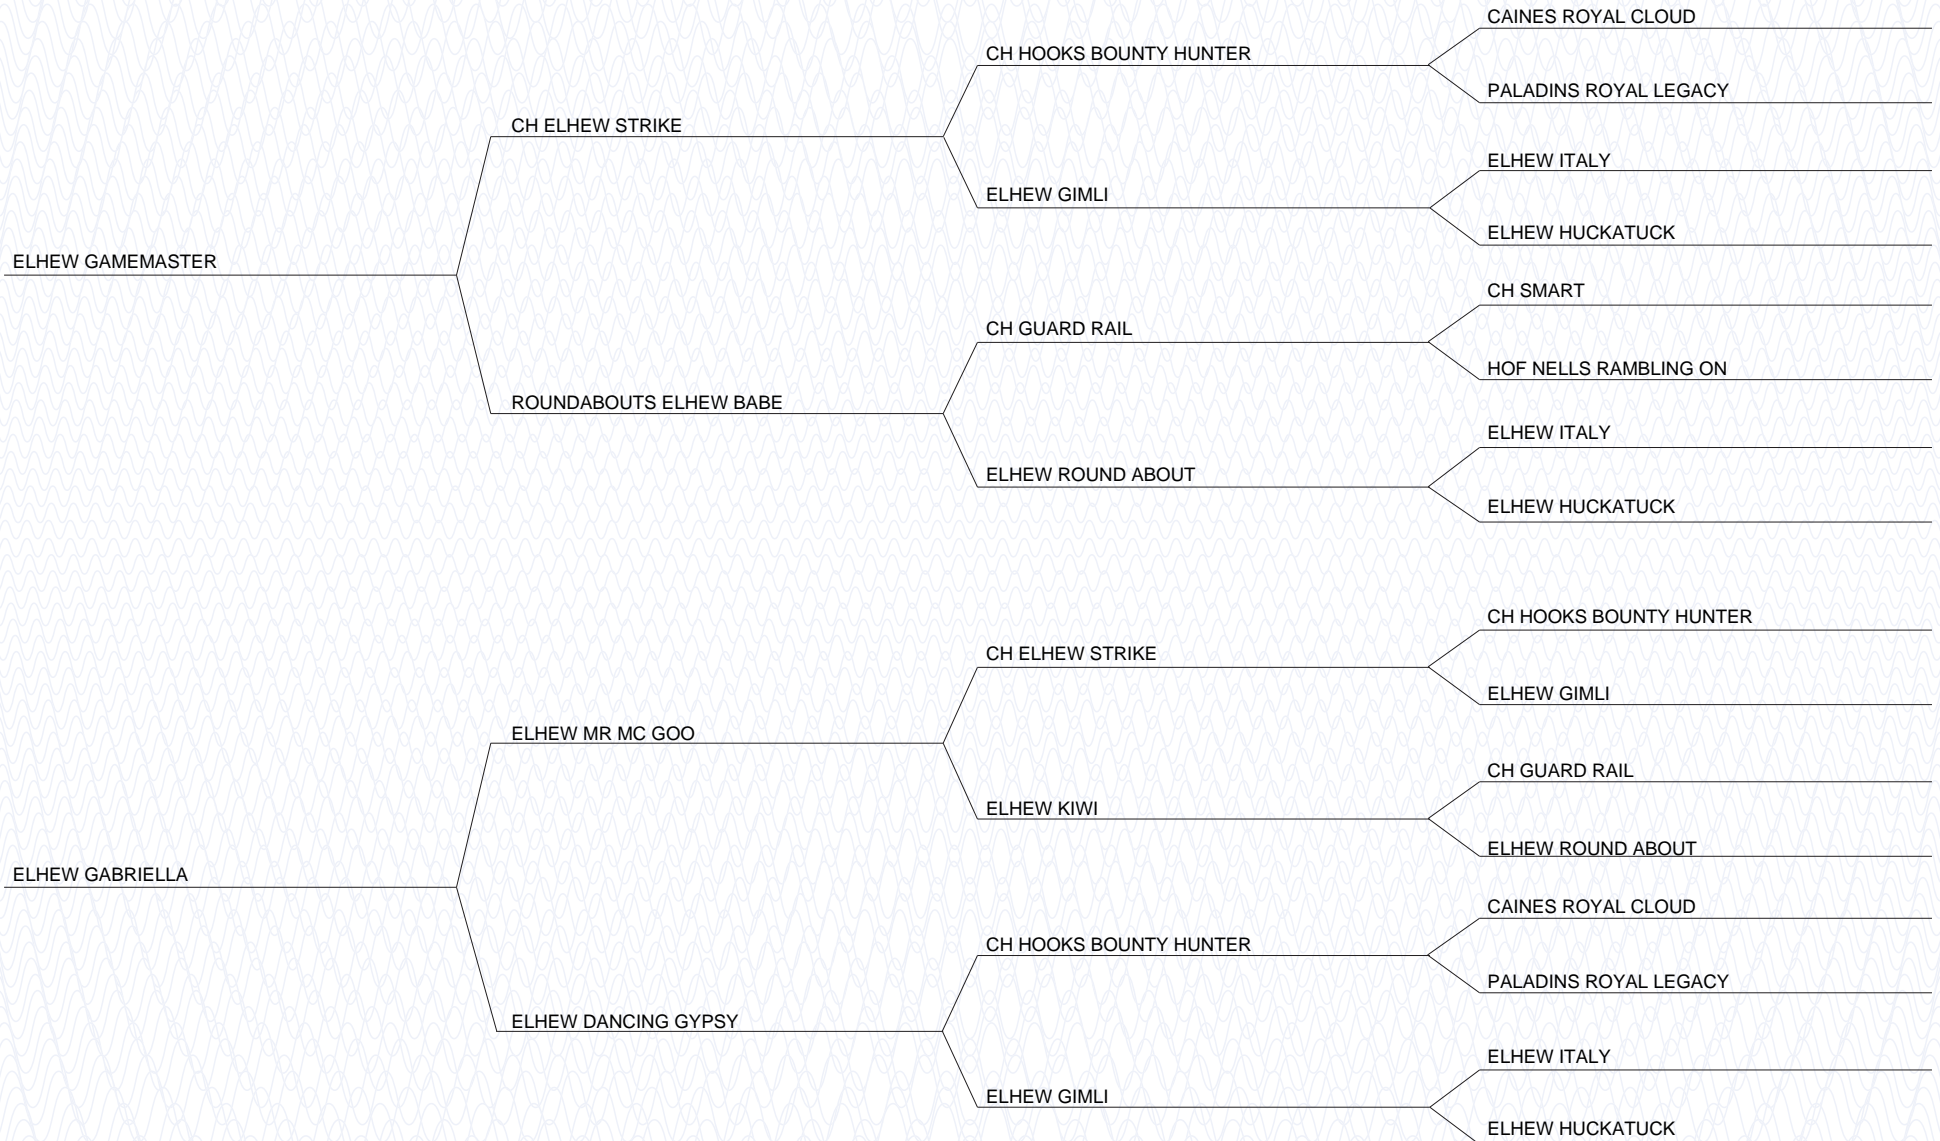 CAINES ROYAL CLOUD
CH HOOKS BOUNTY HUNTER
PALADINS ROYAL LEGACY
CH ELHEW STRIKE
ELHEW ITALY
ELHEW GIMLI
ELHEW HUCKATUCK
ELHEW GAMEMASTER
CH SMART
CH GUARD RAIL
HOF NELLS RAMBLING ON
ROUNDABOUTS ELHEW BABE
ELHEW ITALY
ELHEW ROUND ABOUT
ELHEW HUCKATUCK
CH HOOKS BOUNTY HUNTER
CH ELHEW STRIKE
ELHEW GIMLI
ELHEW MR MC GOO
CH GUARD RAIL
ELHEW KIWI
ELHEW ROUND ABOUT
ELHEW GABRIELLA
CAINES ROYAL CLOUD
CH HOOKS BOUNTY HUNTER
PALADINS ROYAL LEGACY
ELHEW DANCING GYPSY
ELHEW ITALY
ELHEW GIMLI
ELHEW HUCKATUCK